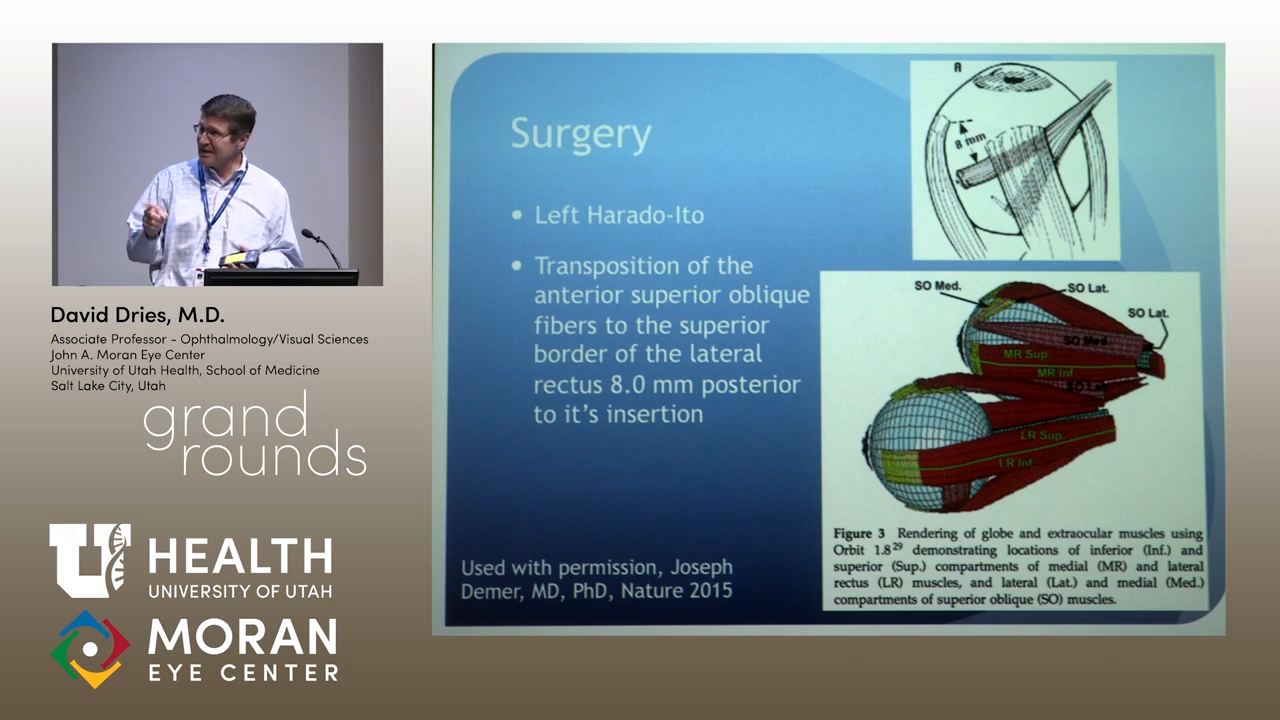 David Dries, M.D.
Associate Professor - Ophthalmology/Visual Sciences
John A. Moran Eye Center
University of Utah Health, School of Medicine
Salt Lake City, Utah
grand
rounds
U HEALTH
UNIVERSITY OF UTAH
MORAN
EYE CENTER
Surgery
• Left Harado-Ito
• Transposition of the
anterior superior oblique
fibers to the superior
border of the lateral
rectus 8.0 mm posterior
to it’s insertion
Used with permission, Joseph
Demer, MD, PhD, Nature 2015
A
8 mm
SO Med.
SO Lat.
SO Lat.
SO Med.
MR Sup
MR Inf
LR Sup
LR Inf
Figure 3 Rendering of globe and extraocular muscles using
Orbit 1.8²⁹ demonstrating locations of inferior (Inf.) and
superior (Sup.) compartments of medial (MR) and lateral
rectus (LR) muscles, and lateral (Lat.) and medial (Med.)
compartments of superior oblique (SO) muscles.